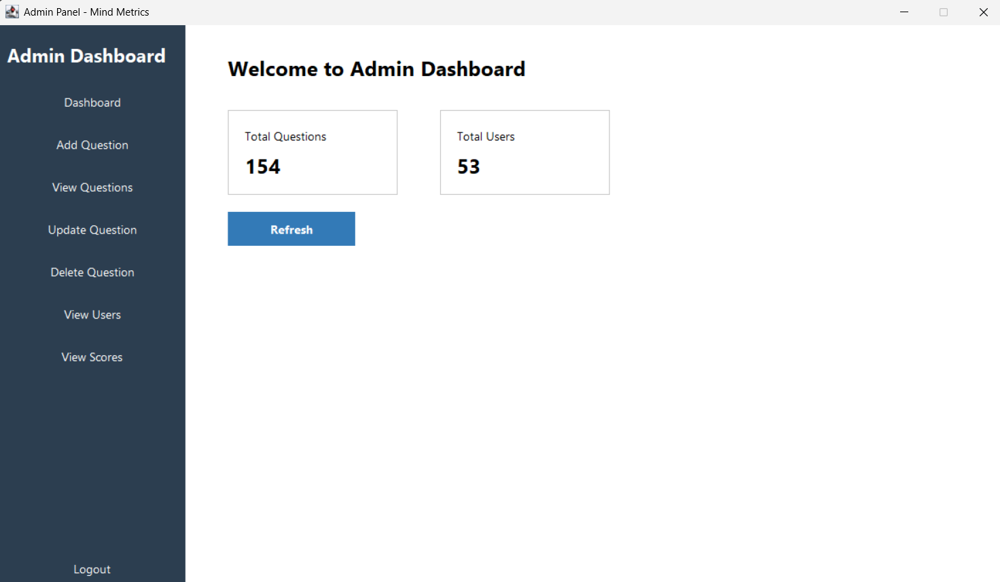 Admin Panel - Mind Metrics
Admin Dashboard
Dashboard
Add Question
View Questions
Update Question
Delete Question
View Users
View Scores
Logout
Welcome to Admin Dashboard
Total Questions
154
Total Users
53
Refresh